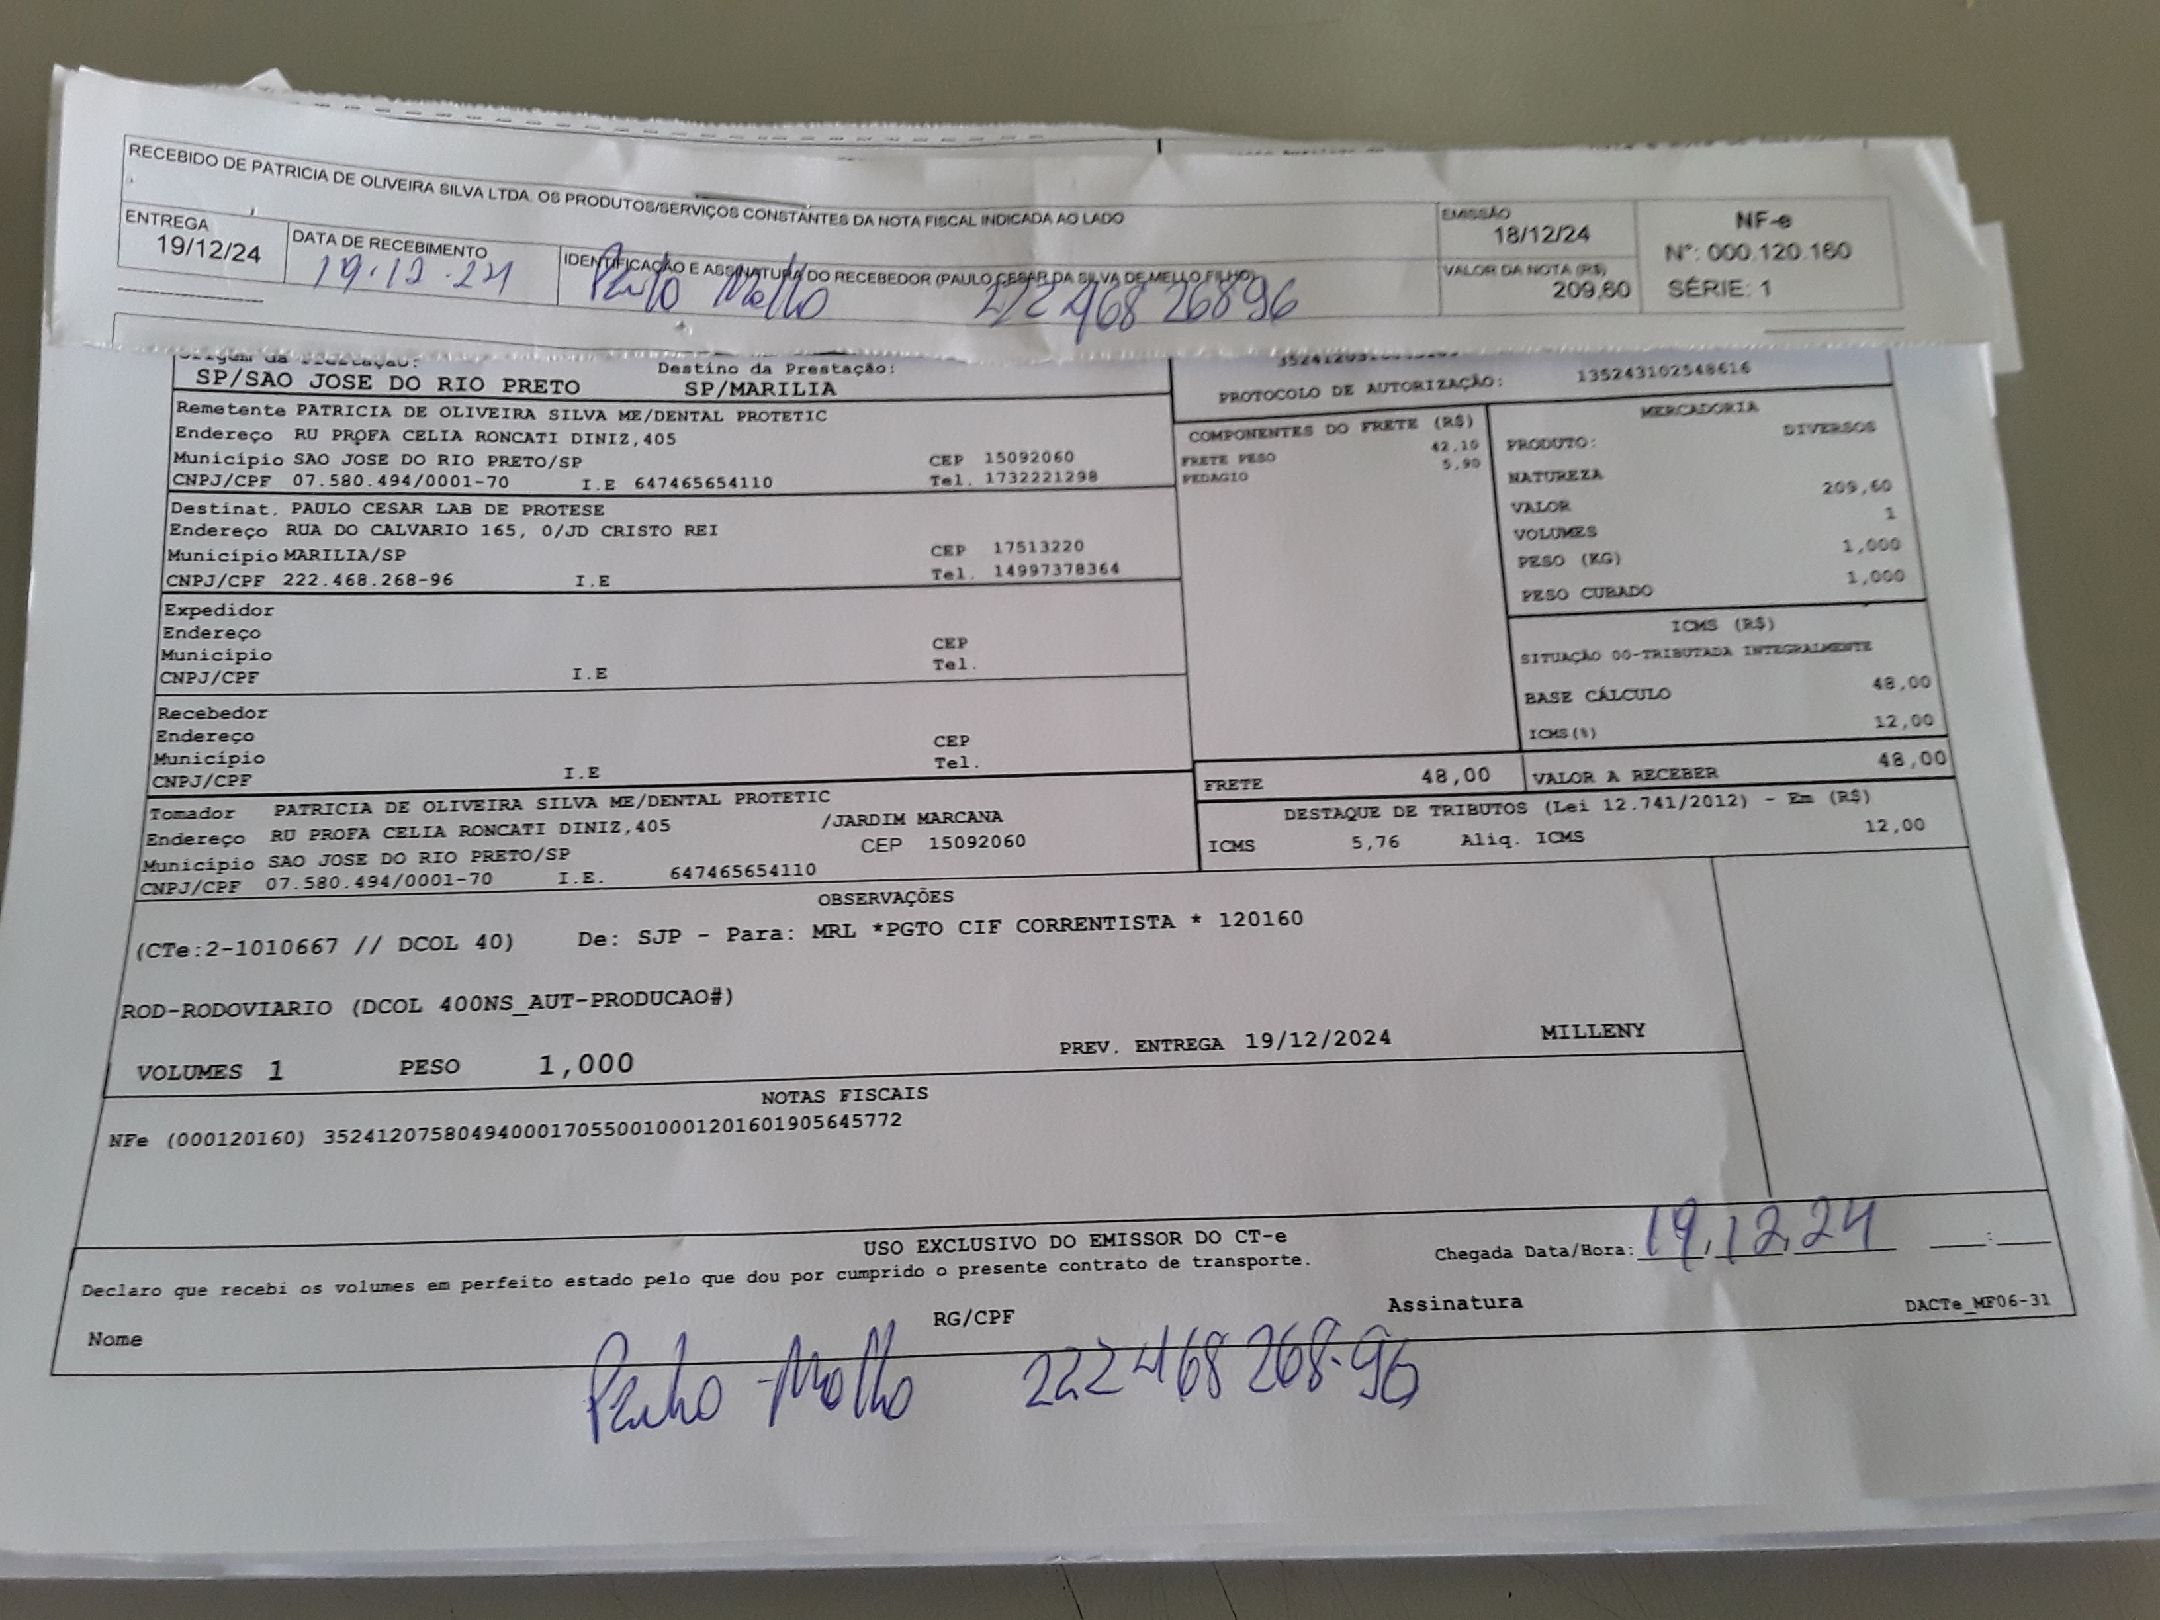 RECEBIDO DE PATRICIA DE OLIVEIRA SILVA LTDA. OS PRODUTOS/SERVIÇOS CONSTANTES DA NOTA FISCAL INDICADA AO LADO
ENTREGA
19/12/24
DATA DE RECEBIMENTO
19.12.24
IDENTIFICAÇÃO E ASSINATURA DO RECEBEDOR (PAULO CESAR DA SILVA DE MELLO FILHO)
Paulo Mello 22246826896
EMISSÃO
18/12/24
VALOR DA NOTA (R$)
209,60
NF-e
Nº: 000.120.160
SÉRIE: 1
Destino da Prestação:
SP/SAO JOSE DO RIO PRETO SP/MARILIA
PROTOCOLO DE AUTORIZAÇÃO: 135243102548616
Remetente PATRICIA DE OLIVEIRA SILVA ME/DENTAL PROTETIC
Endereço RU PROFA CELIA RONCATI DINIZ,405
Município SAO JOSE DO RIO PRETO/SP CEP 15092060
CNPJ/CPF 07.580.494/0001-70 I.E 647465654110 Tel. 1732221298
Destinat. PAULO CESAR LAB DE PROTESE
Endereço RUA DO CALVARIO 165, 0/JD CRISTO REI
Município MARILIA/SP CEP 17513220
CNPJ/CPF 222.468.268-96 I.E Tel. 14997378364
Expedidor
Endereço
Município CEP
CNPJ/CPF I.E Tel.
Recebedor
Endereço
Município CEP
CNPJ/CPF I.E Tel.
Tomador PATRICIA DE OLIVEIRA SILVA ME/DENTAL PROTETIC
Endereço RU PROFA CELIA RONCATI DINIZ,405 /JARDIM MARCANA
Município SAO JOSE DO RIO PRETO/SP CEP 15092060
CNPJ/CPF 07.580.494/0001-70 I.E. 647465654110
COMPONENTES DO FRETE (R$)
FRETE PESO 42,10
PEDAGIO 5,90
MERCADORIA
PRODUTO: DIVERSOS
NATUREZA
VALOR 209,60
VOLUMES 1
PESO (KG) 1,000
PESO CUBADO 1,000
ICMS (R$)
SITUAÇÃO 00-TRIBUTADA INTEGRALMENTE
BASE CÁLCULO 48,00
ICMS(%) 12,00
FRETE 48,00 VALOR A RECEBER 48,00
DESTAQUE DE TRIBUTOS (Lei 12.741/2012) - Em (R$)
ICMS 5,76 Aliq. ICMS 12,00
OBSERVAÇÕES
(CTe:2-1010667 // DCOL 40) De: SJP - Para: MRL *PGTO CIF CORRENTISTA * 120160
ROD-RODOVIARIO (DCOL 400NS_AUT-PRODUCAO#)
VOLUMES 1 PESO 1,000 PREV. ENTREGA 19/12/2024 MILLENY
NOTAS FISCAIS
NFe (000120160) 35241207580494000170550010001201601905645772
USO EXCLUSIVO DO EMISSOR DO CT-e
Declaro que recebi os volumes em perfeito estado pelo que dou por cumprido o presente contrato de transporte.
Chegada Data/Hora: 19.12.24 __:__
Nome RG/CPF Assinatura DACTe_MF06-31
Paulo Mello 222468268-96